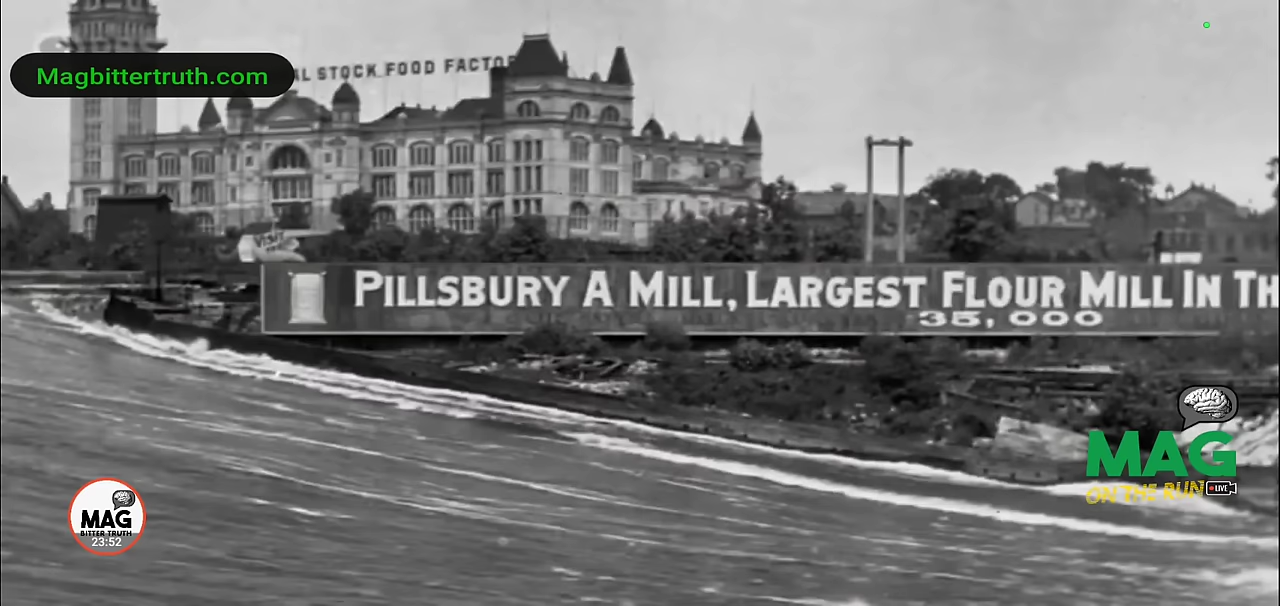 Magbittertruth.com
AL STOCK FOOD FACTO
VISIT
PILLSBURY A MILL, LARGEST FLOUR MILL IN TH
35,000
MAG
ON THE RUN
LIVE
MAG
BITTER TRUTH
23:52